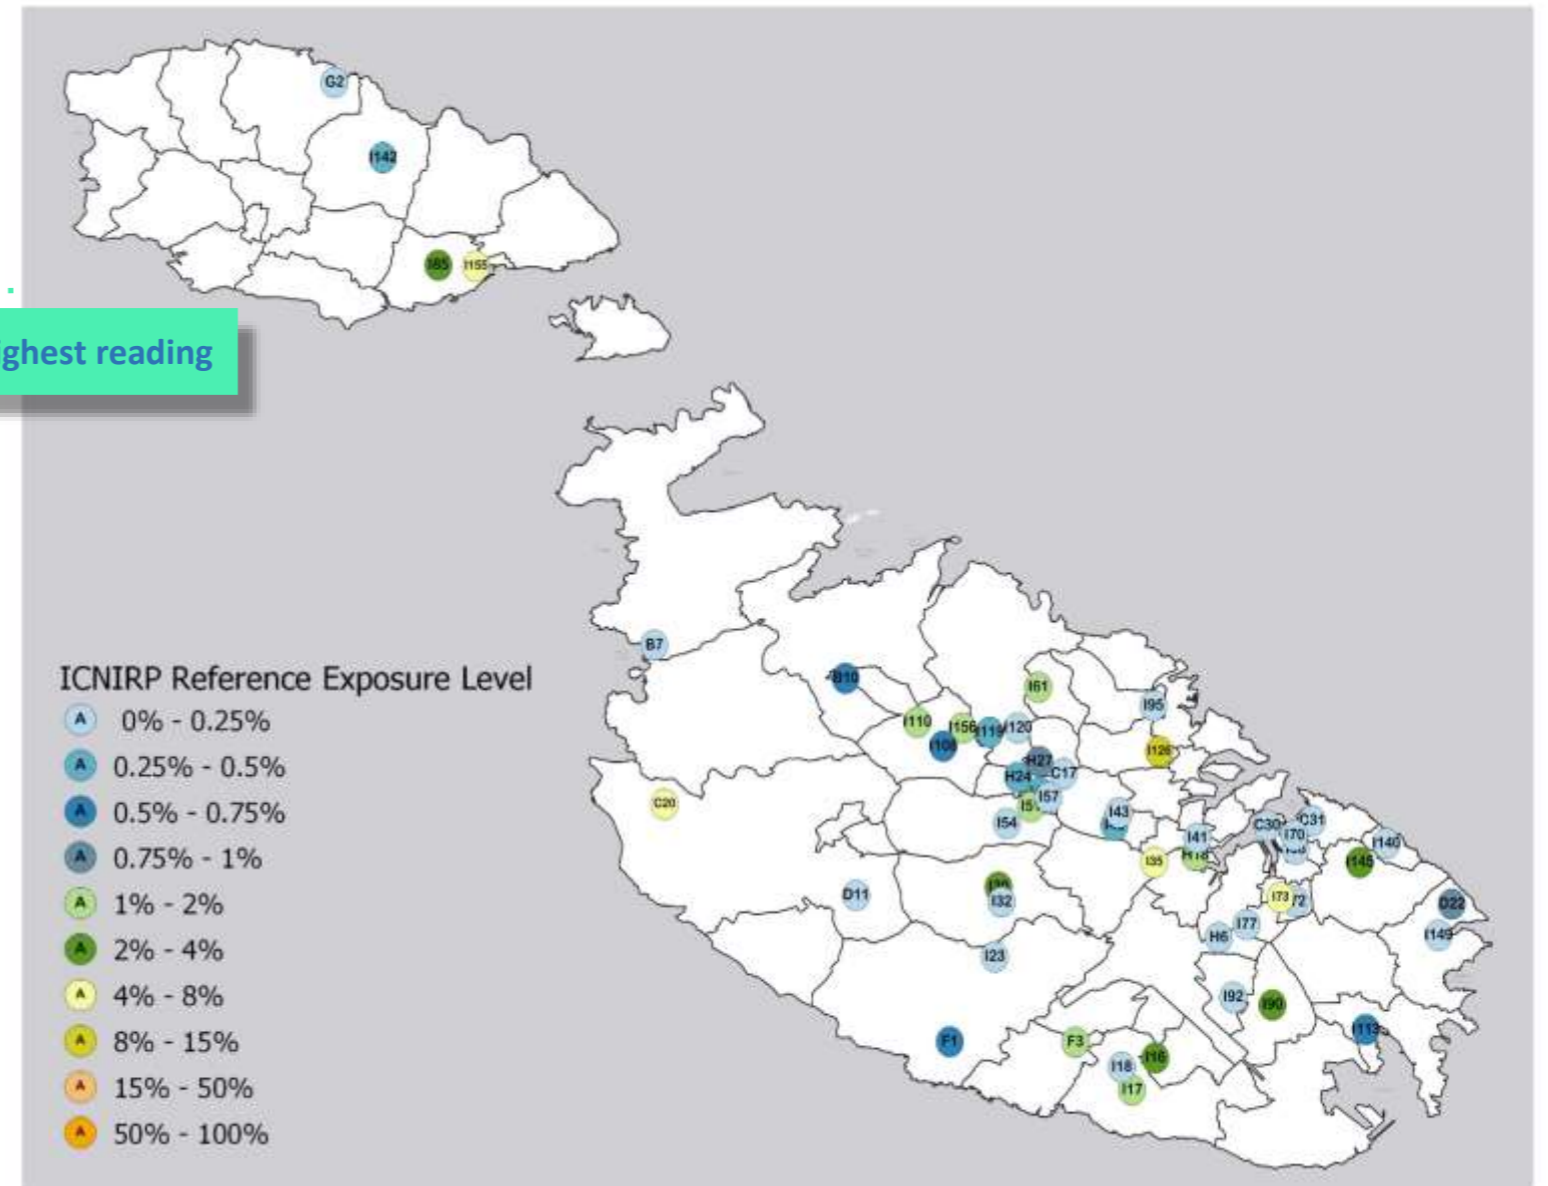 G2
I142
I85 I155
ghest reading
B7
ICNIRP Reference Exposure Level
A 0% - 0.25%
A 0.25% - 0.5%
A 0.5% - 0.75%
A 0.75% - 1%
A 1% - 2%
A 2% - 4%
A 4% - 8%
A 8% - 15%
A 15% - 50%
A 50% - 100%
B10
I61
I95
I110
I156
I119
I120
I108
I126
H27
H24
C17
C20
I57
I54
I43
I41
C30
C31
I70
I140
I35
H18
I145
D11
I32
I73
D22
I77
H6
I149
I23
I92
I90
F1
F3
I113
I16
I18
I17